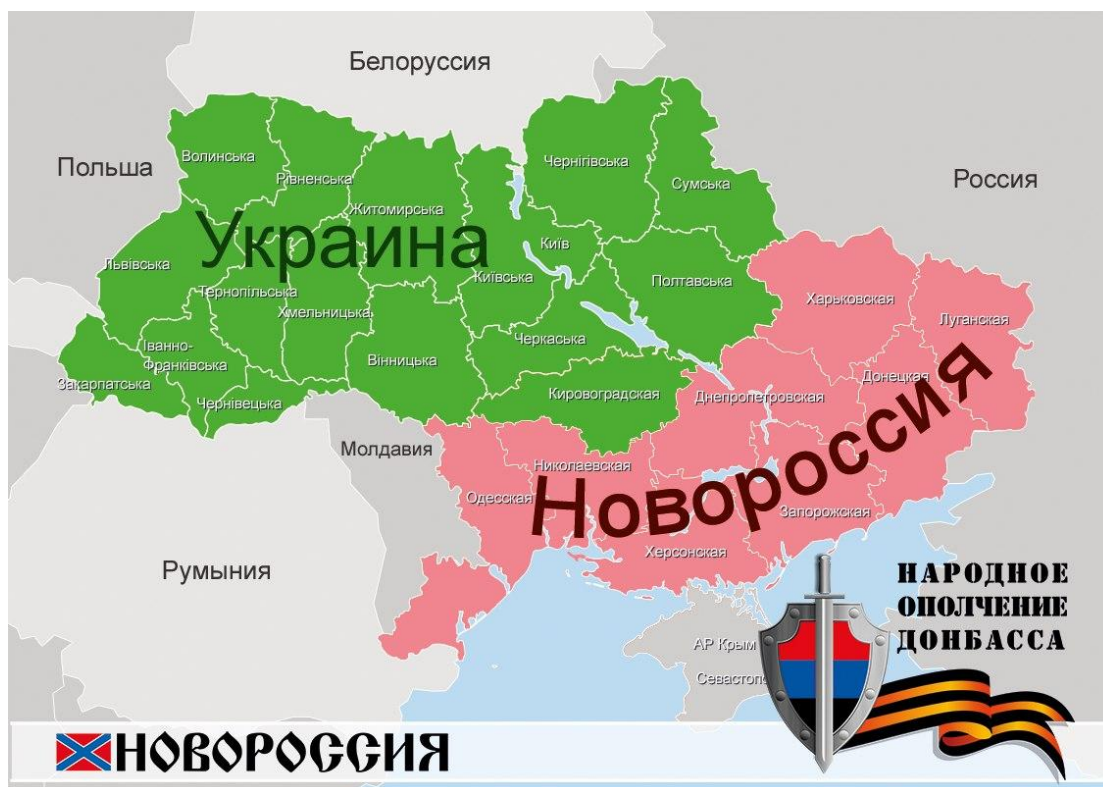 Белоруссия
Польша
Россия
Волинська
Рівненська
Житомирська
Чернігівська
Сумська
Украина
Київ
Київська
Львівська
Тернопільська
Хмельницька
Полтавська
Харьковская
Луганская
Івано-
Франківська
Закарпатська
Чернівецька
Вінницька
Черкаська
Кировоградская
Днепропетровская
Донецкая
Новороссия
Молдавия
Николаевская
Одесская
Запорожская
Херсонская
Румыния
АР Крым
НАРОДНОЕ
ОПОЛЧЕНИЕ
ДОНБАССА
НОВОРОССИЯ